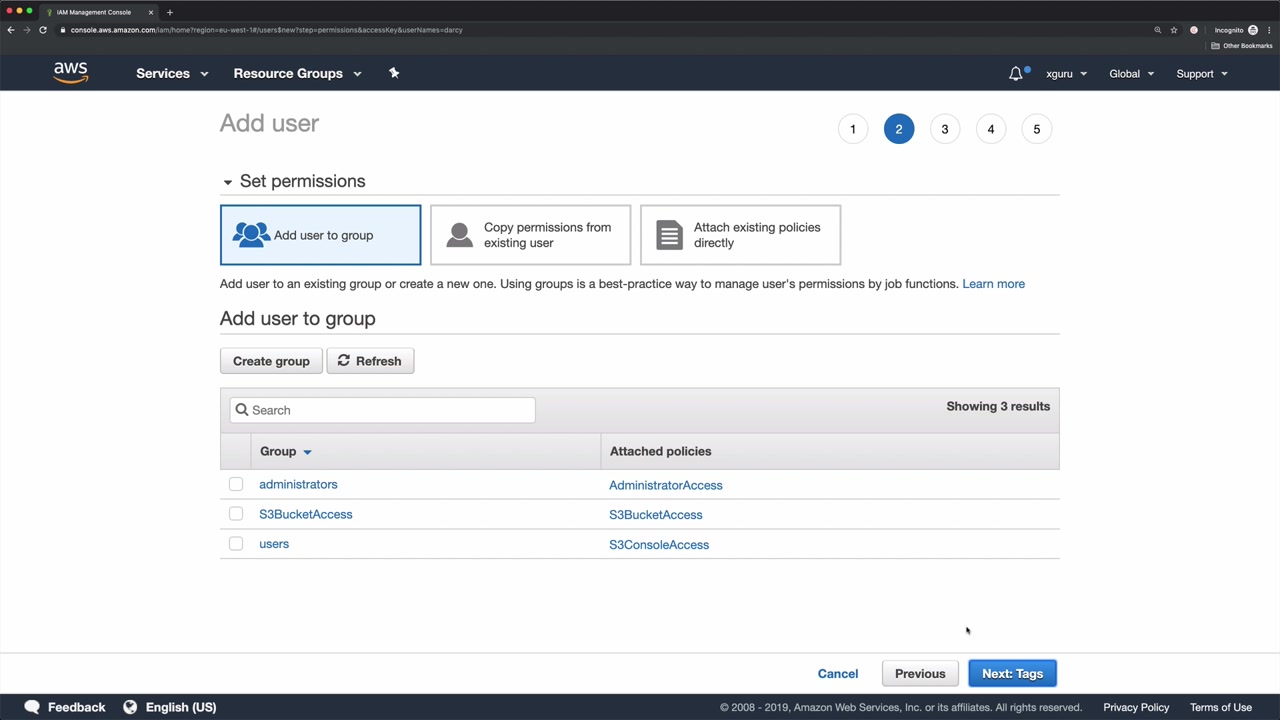 IAM Management Console
console.aws.amazon.com/iam/home?region=eu-west-1#/users$new?step=permissions&accessKey&userNames=darcy
Incognito
Other Bookmarks
aws
Services
Resource Groups
xguru
Global
Support
Add user
1 2 3 4 5
Set permissions
Add user to group
Copy permissions from existing user
Attach existing policies directly
Add user to an existing group or create a new one. Using groups is a best-practice way to manage user's permissions by job functions. Learn more
Add user to group
Create group
Refresh
Search
Showing 3 results
Group
Attached policies
administrators
AdministratorAccess
S3BucketAccess
S3BucketAccess
users
S3ConsoleAccess
Cancel
Previous
Next: Tags
Feedback
English (US)
© 2008 - 2019, Amazon Web Services, Inc. or its affiliates. All rights reserved.
Privacy Policy
Terms of Use